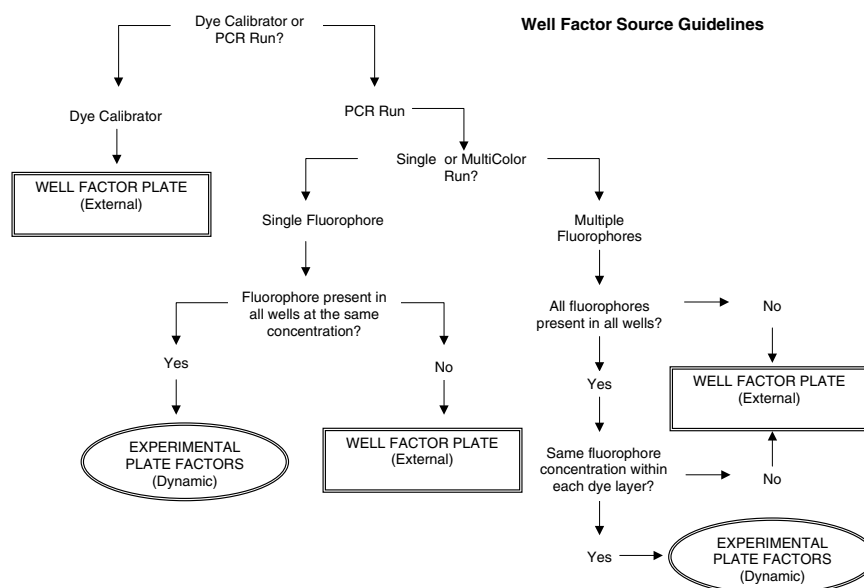 Well Factor Source Guidelines
Dye Calibrator or
PCR Run?
Dye Calibrator
PCR Run
WELL FACTOR PLATE
(External)
Single or MultiColor
Run?
Single Fluorophore
Multiple
Fluorophores
Fluorophore present in
all wells at the same
concentration?
All fluorophores
present in all wells?
No
Yes
No
Yes
WELL FACTOR PLATE
(External)
EXPERIMENTAL
PLATE FACTORS
(Dynamic)
WELL FACTOR PLATE
(External)
Same fluorophore
concentration within
each dye layer?
No
Yes
EXPERIMENTAL
PLATE FACTORS
(Dynamic)